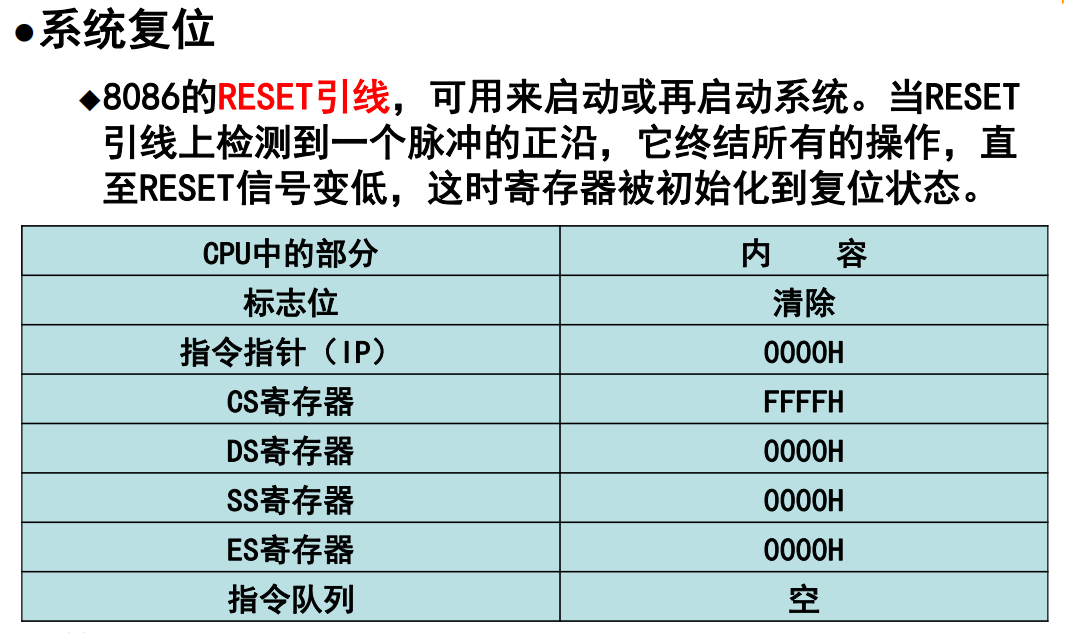 ●系统复位
◆8086的RESET引线，可用来启动或再启动系统。当RESET
引线上检测到一个脉冲的正沿，它终结所有的操作，直
至RESET信号变低，这时寄存器被初始化到复位状态。
CPU中的部分 内 容
标志位 清除
指令指针（IP） 0000H
CS寄存器 FFFFH
DS寄存器 0000H
SS寄存器 0000H
ES寄存器 0000H
指令队列 空